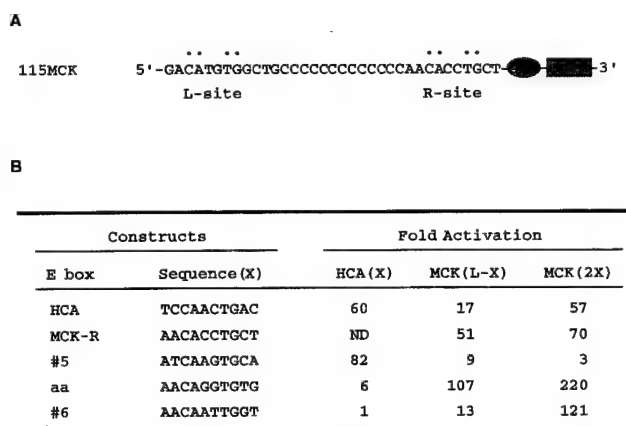 A
115MCK 5'-GACATGTGGCTGCCCCCCCCCCCCCCAACACCTGCT- -3'
L-site R-site
B
Constructs Fold Activation
E box Sequence(X) HCA(X) MCK(L-X) MCK(2X)
HCA TCCAACTGAC 60 17 57
MCK-R AACACCTGCT ND 51 70
#5 ATCAAGTGCA 82 9 3
aa AACAGGTGTG 6 107 220
#6 AACAATTGGT 1 13 121